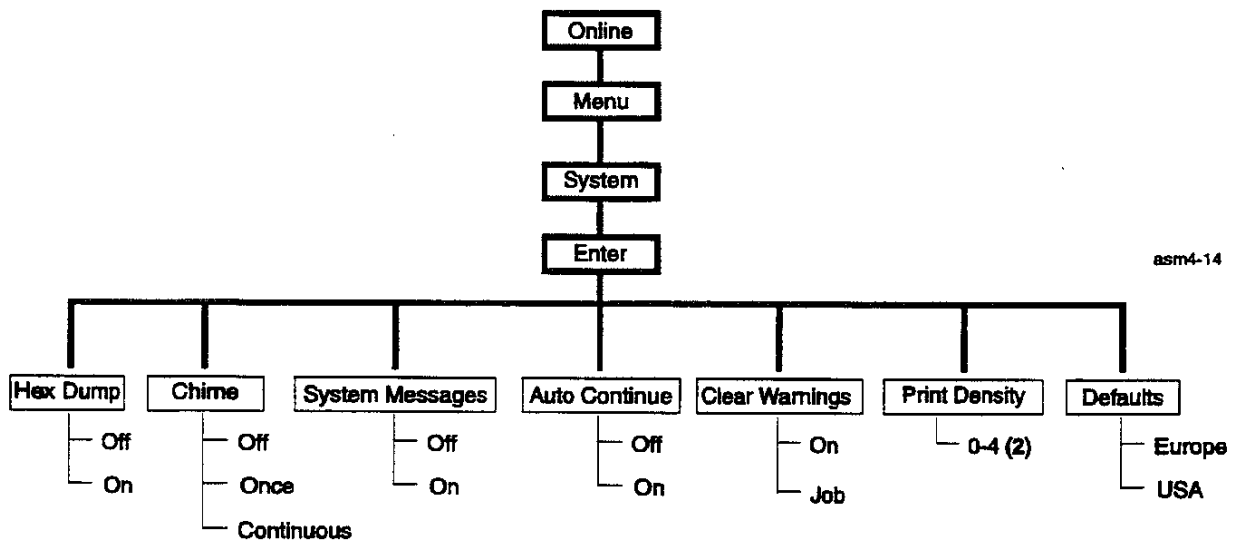 Online
Menu
System
Enter
asm4-14
Hex Dump
Chime
System Messages
Auto Continue
Clear Warnings
Print Density
Defaults
Off
On
Off
Once
Continuous
Off
On
Off
On
On
Job
0-4 (2)
Europe
USA